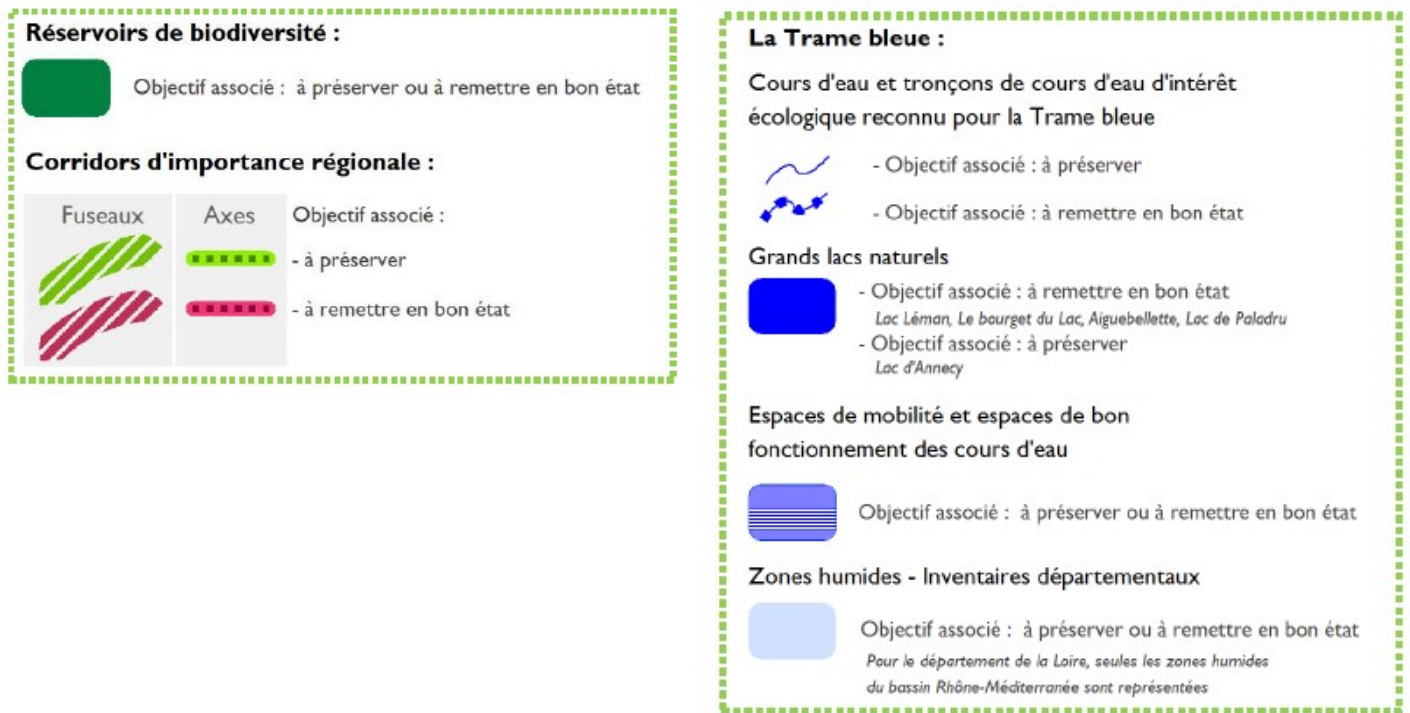 Réservoirs de biodiversité :
Objectif associé : à préserver ou à remettre en bon état
Corridors d'importance régionale :
Fuseaux Axes Objectif associé :
- à préserver
- à remettre en bon état
La Trame bleue :
Cours d'eau et tronçons de cours d'eau d'intérêt
écologique reconnu pour la Trame bleue
- Objectif associé : à préserver
- Objectif associé : à remettre en bon état
Grands lacs naturels
- Objectif associé : à remettre en bon état
Lac Léman, Le bourget du Lac, Aiguebellette, Lac de Paladru
- Objectif associé : à préserver
Lac d'Annecy
Espaces de mobilité et espaces de bon
fonctionnement des cours d'eau
Objectif associé : à préserver ou à remettre en bon état
Zones humides - Inventaires départementaux
Objectif associé : à préserver ou à remettre en bon état
Pour le département de la Loire, seules les zones humides
du bassin Rhône-Méditerranée sont représentées